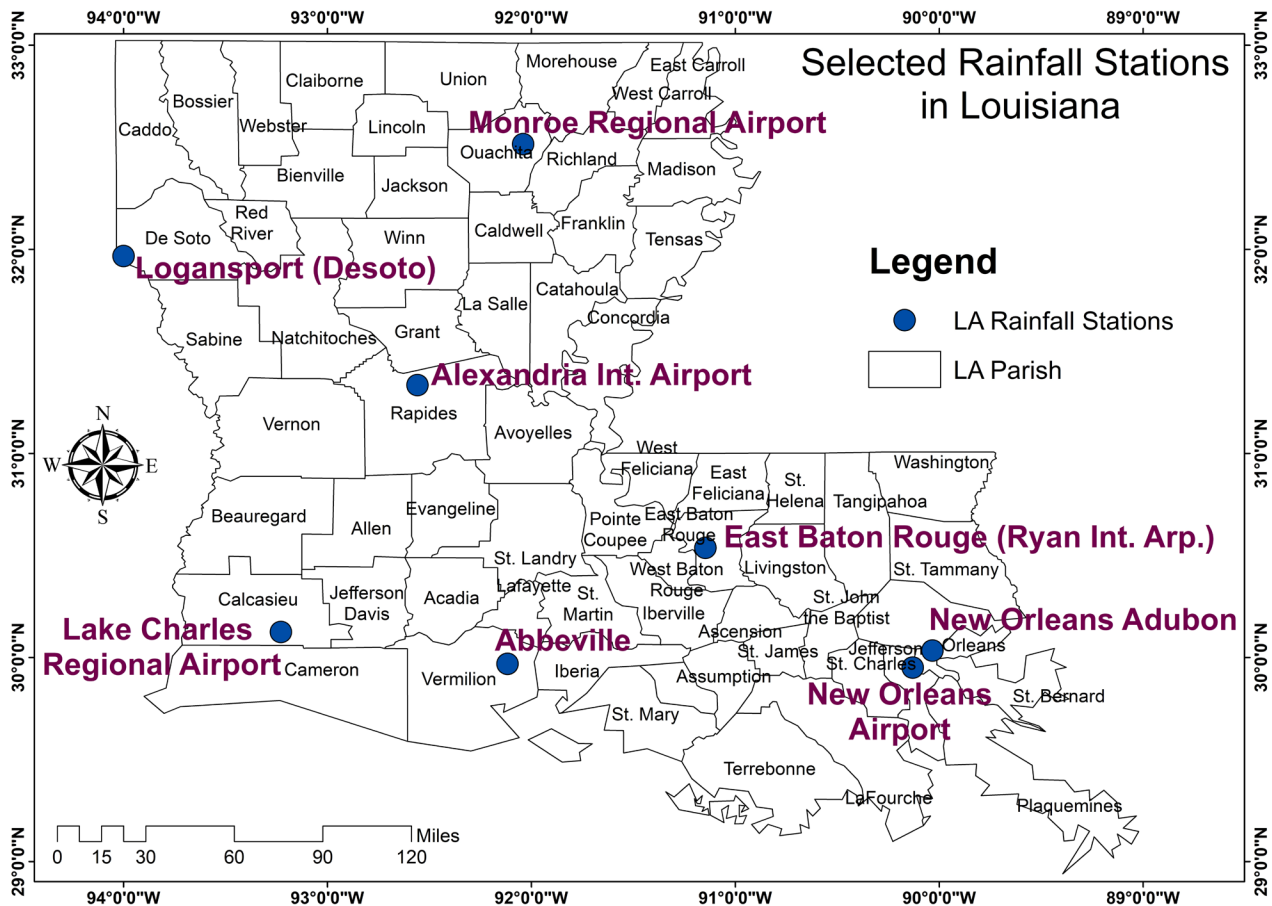 94°0'0"W 93°0'0"W 92°0'0"W 91°0'0"W 90°0'0"W 89°0'0"W
33°0'0"N
33°0'0"N
Selected Rainfall Stations
in Louisiana
Morehouse
East Carroll
Claiborne
Union
West Carroll
Bossier
Caddo
Webster
Lincoln
Monroe Regional Airport
Ouachita
Richland
Madison
Bienville
Jackson
Red
River
De Soto
Winn
Caldwell
Franklin
Tensas
32°0'0"N
32°0'0"N
Logansport (Desoto)
Legend
LA Rainfall Stations
LA Parish
La Salle
Catahoula
Concordia
Sabine
Natchitoches
Grant
Alexandria Int. Airport
Rapides
Vernon
Avoyelles
N
W E
S
31°0'0"N
31°0'0"N
West
Feliciana
East
Feliciana
St.
Helena
Washington
Tangipahoa
Beauregard
Allen
Evangeline
Pointe
Coupee
East Baton
Rouge
East Baton Rouge (Ryan Int. Arp.)
St. Landry
West Baton
Rouge
Livingston
St. Tammany
Calcasieu
Jefferson
Davis
Acadia
Lafayette
St.
Martin
Iberville
St. John
the Baptist
New Orleans Adubon
Lake Charles
Regional Airport
Abbeville
Ascension
St. James
Jefferson
Orleans
St. Charles
30°0'0"N
30°0'0"N
Cameron
Vermilion
Iberia
Assumption
New Orleans
Airport
St. Bernard
St. Mary
Terrebonne
LaFourche
Plaquemines
Miles
0 15 30 60 90 120
29°0'0"N
29°0'0"N
94°0'0"W 93°0'0"W 92°0'0"W 91°0'0"W 90°0'0"W 89°0'0"W